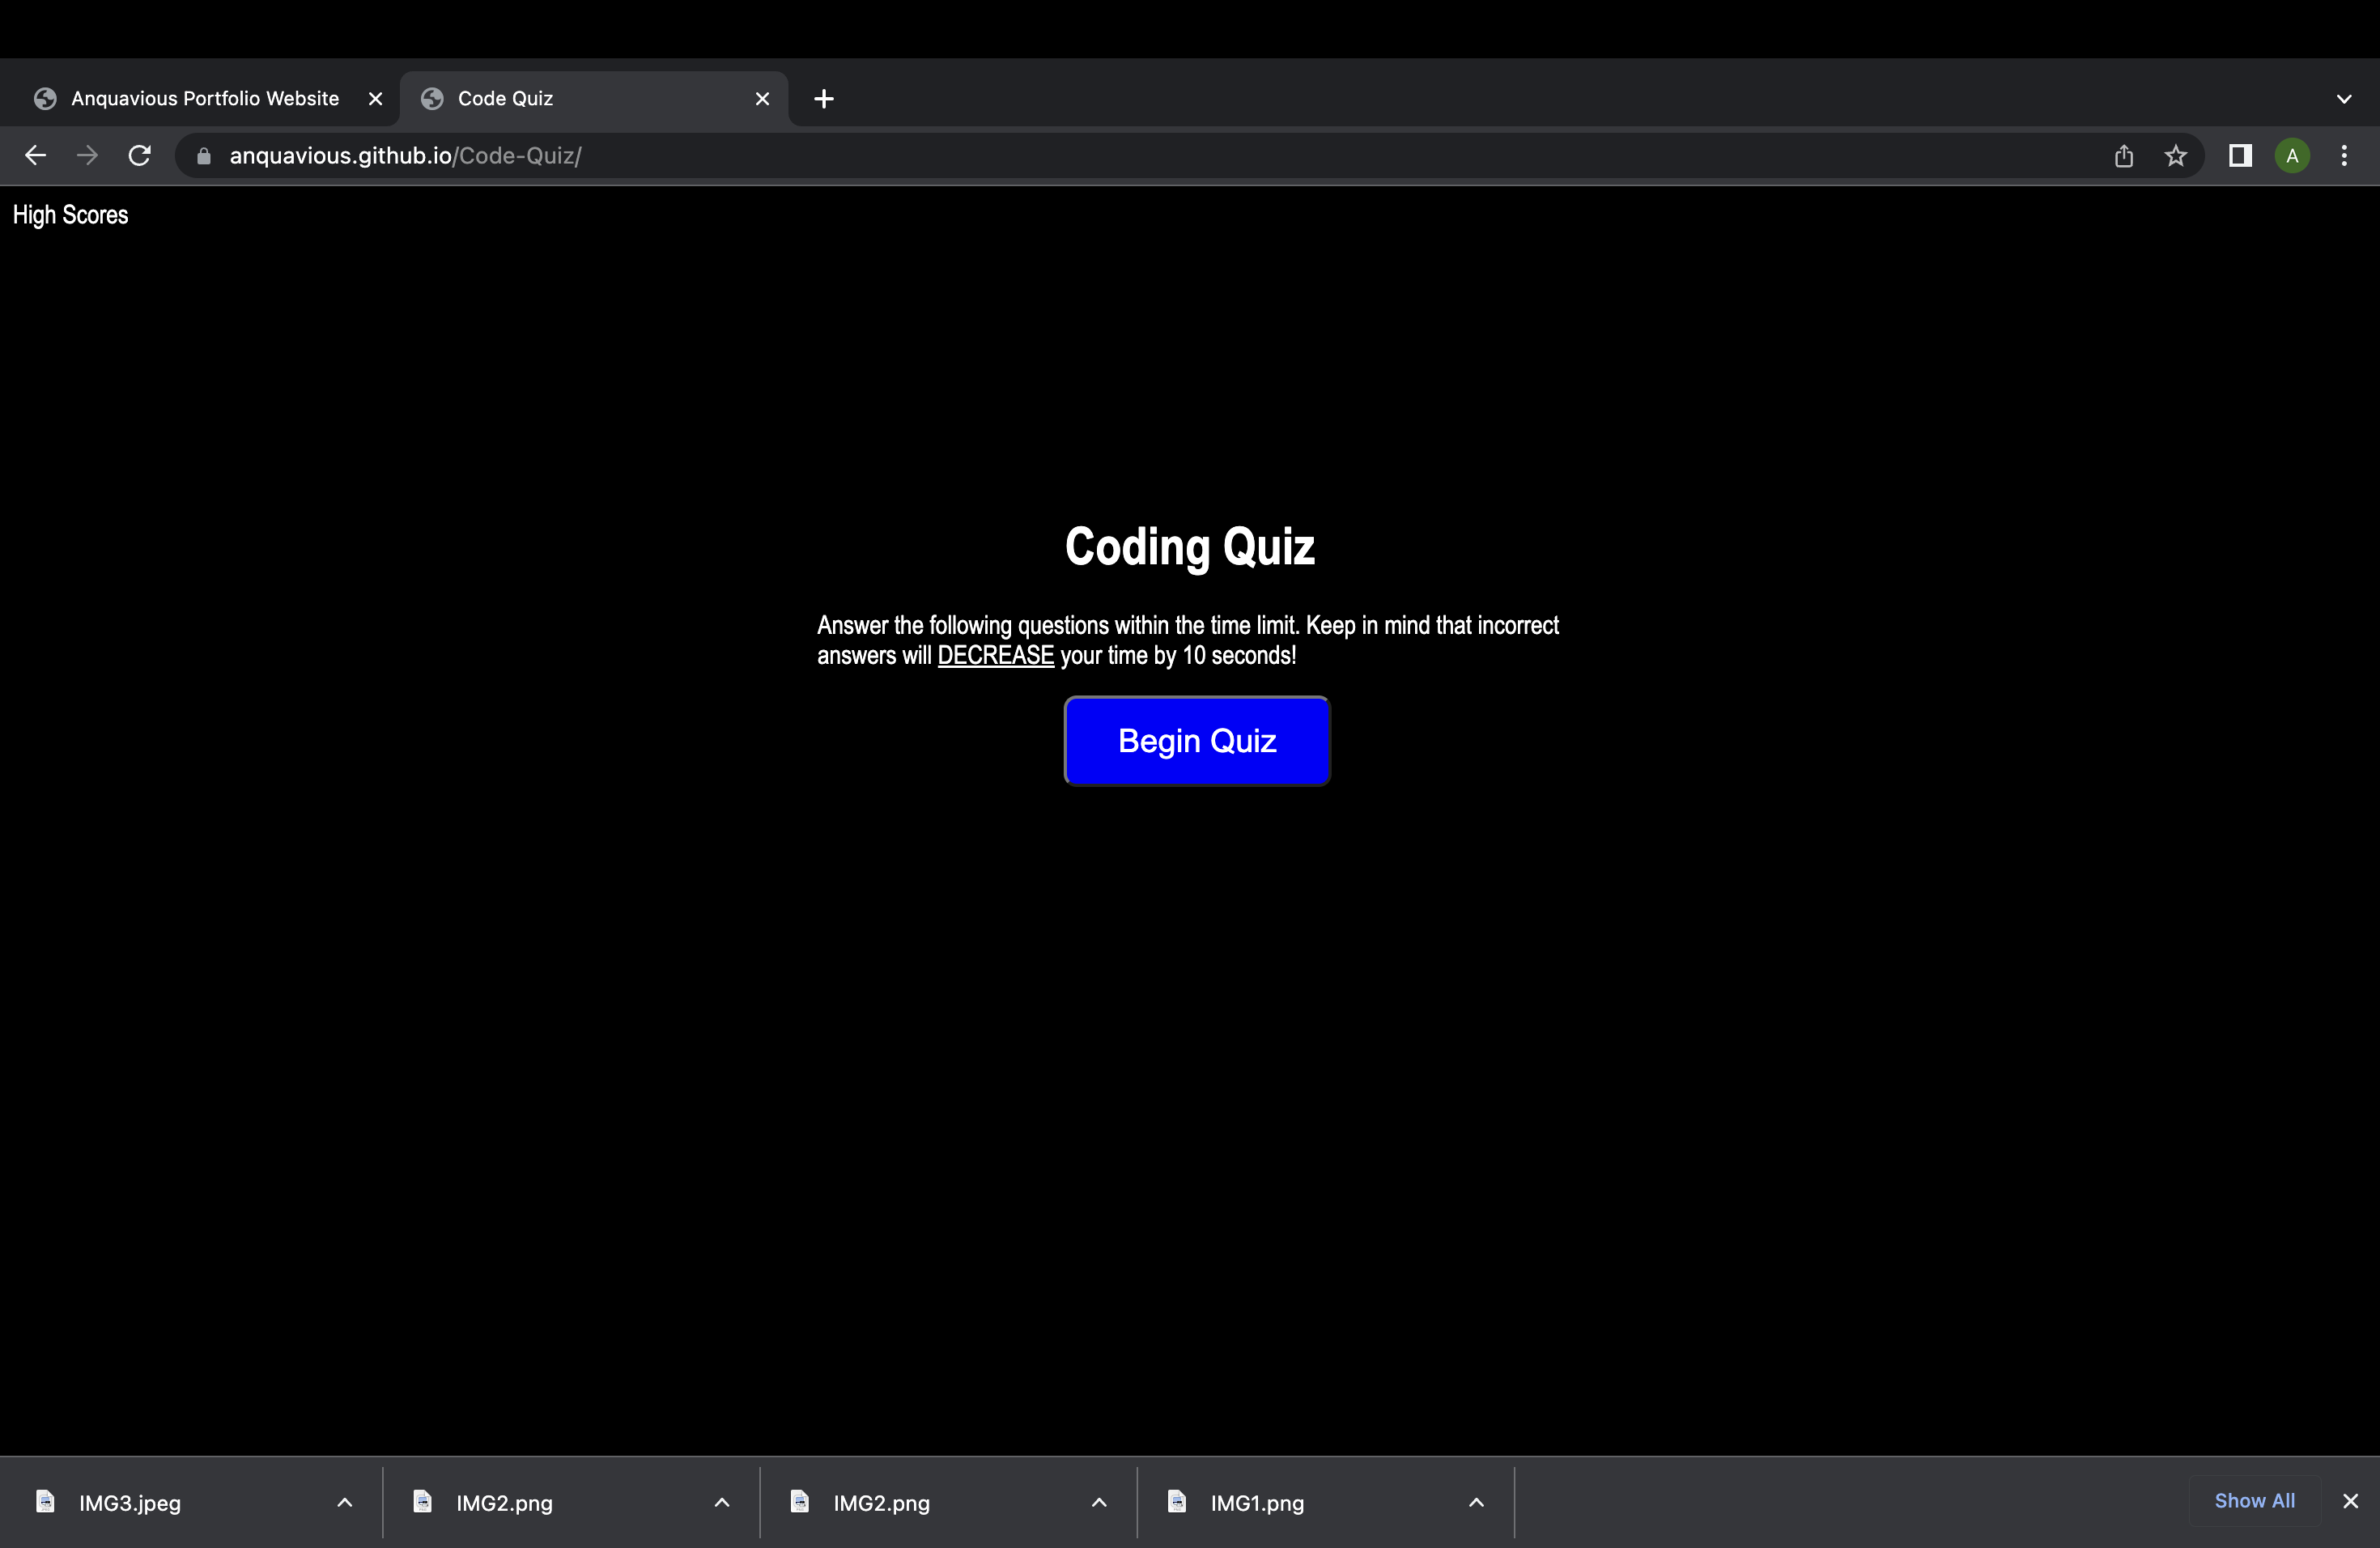 Anquavious Portfolio Website
Code Quiz
anquavious.github.io/Code-Quiz/
A
High Scores
Coding Quiz
Answer the following questions within the time limit. Keep in mind that incorrect
answers will DECREASE your time by 10 seconds!
Begin Quiz
IMG3.jpeg
IMG2.png
IMG2.png
IMG1.png
Show All